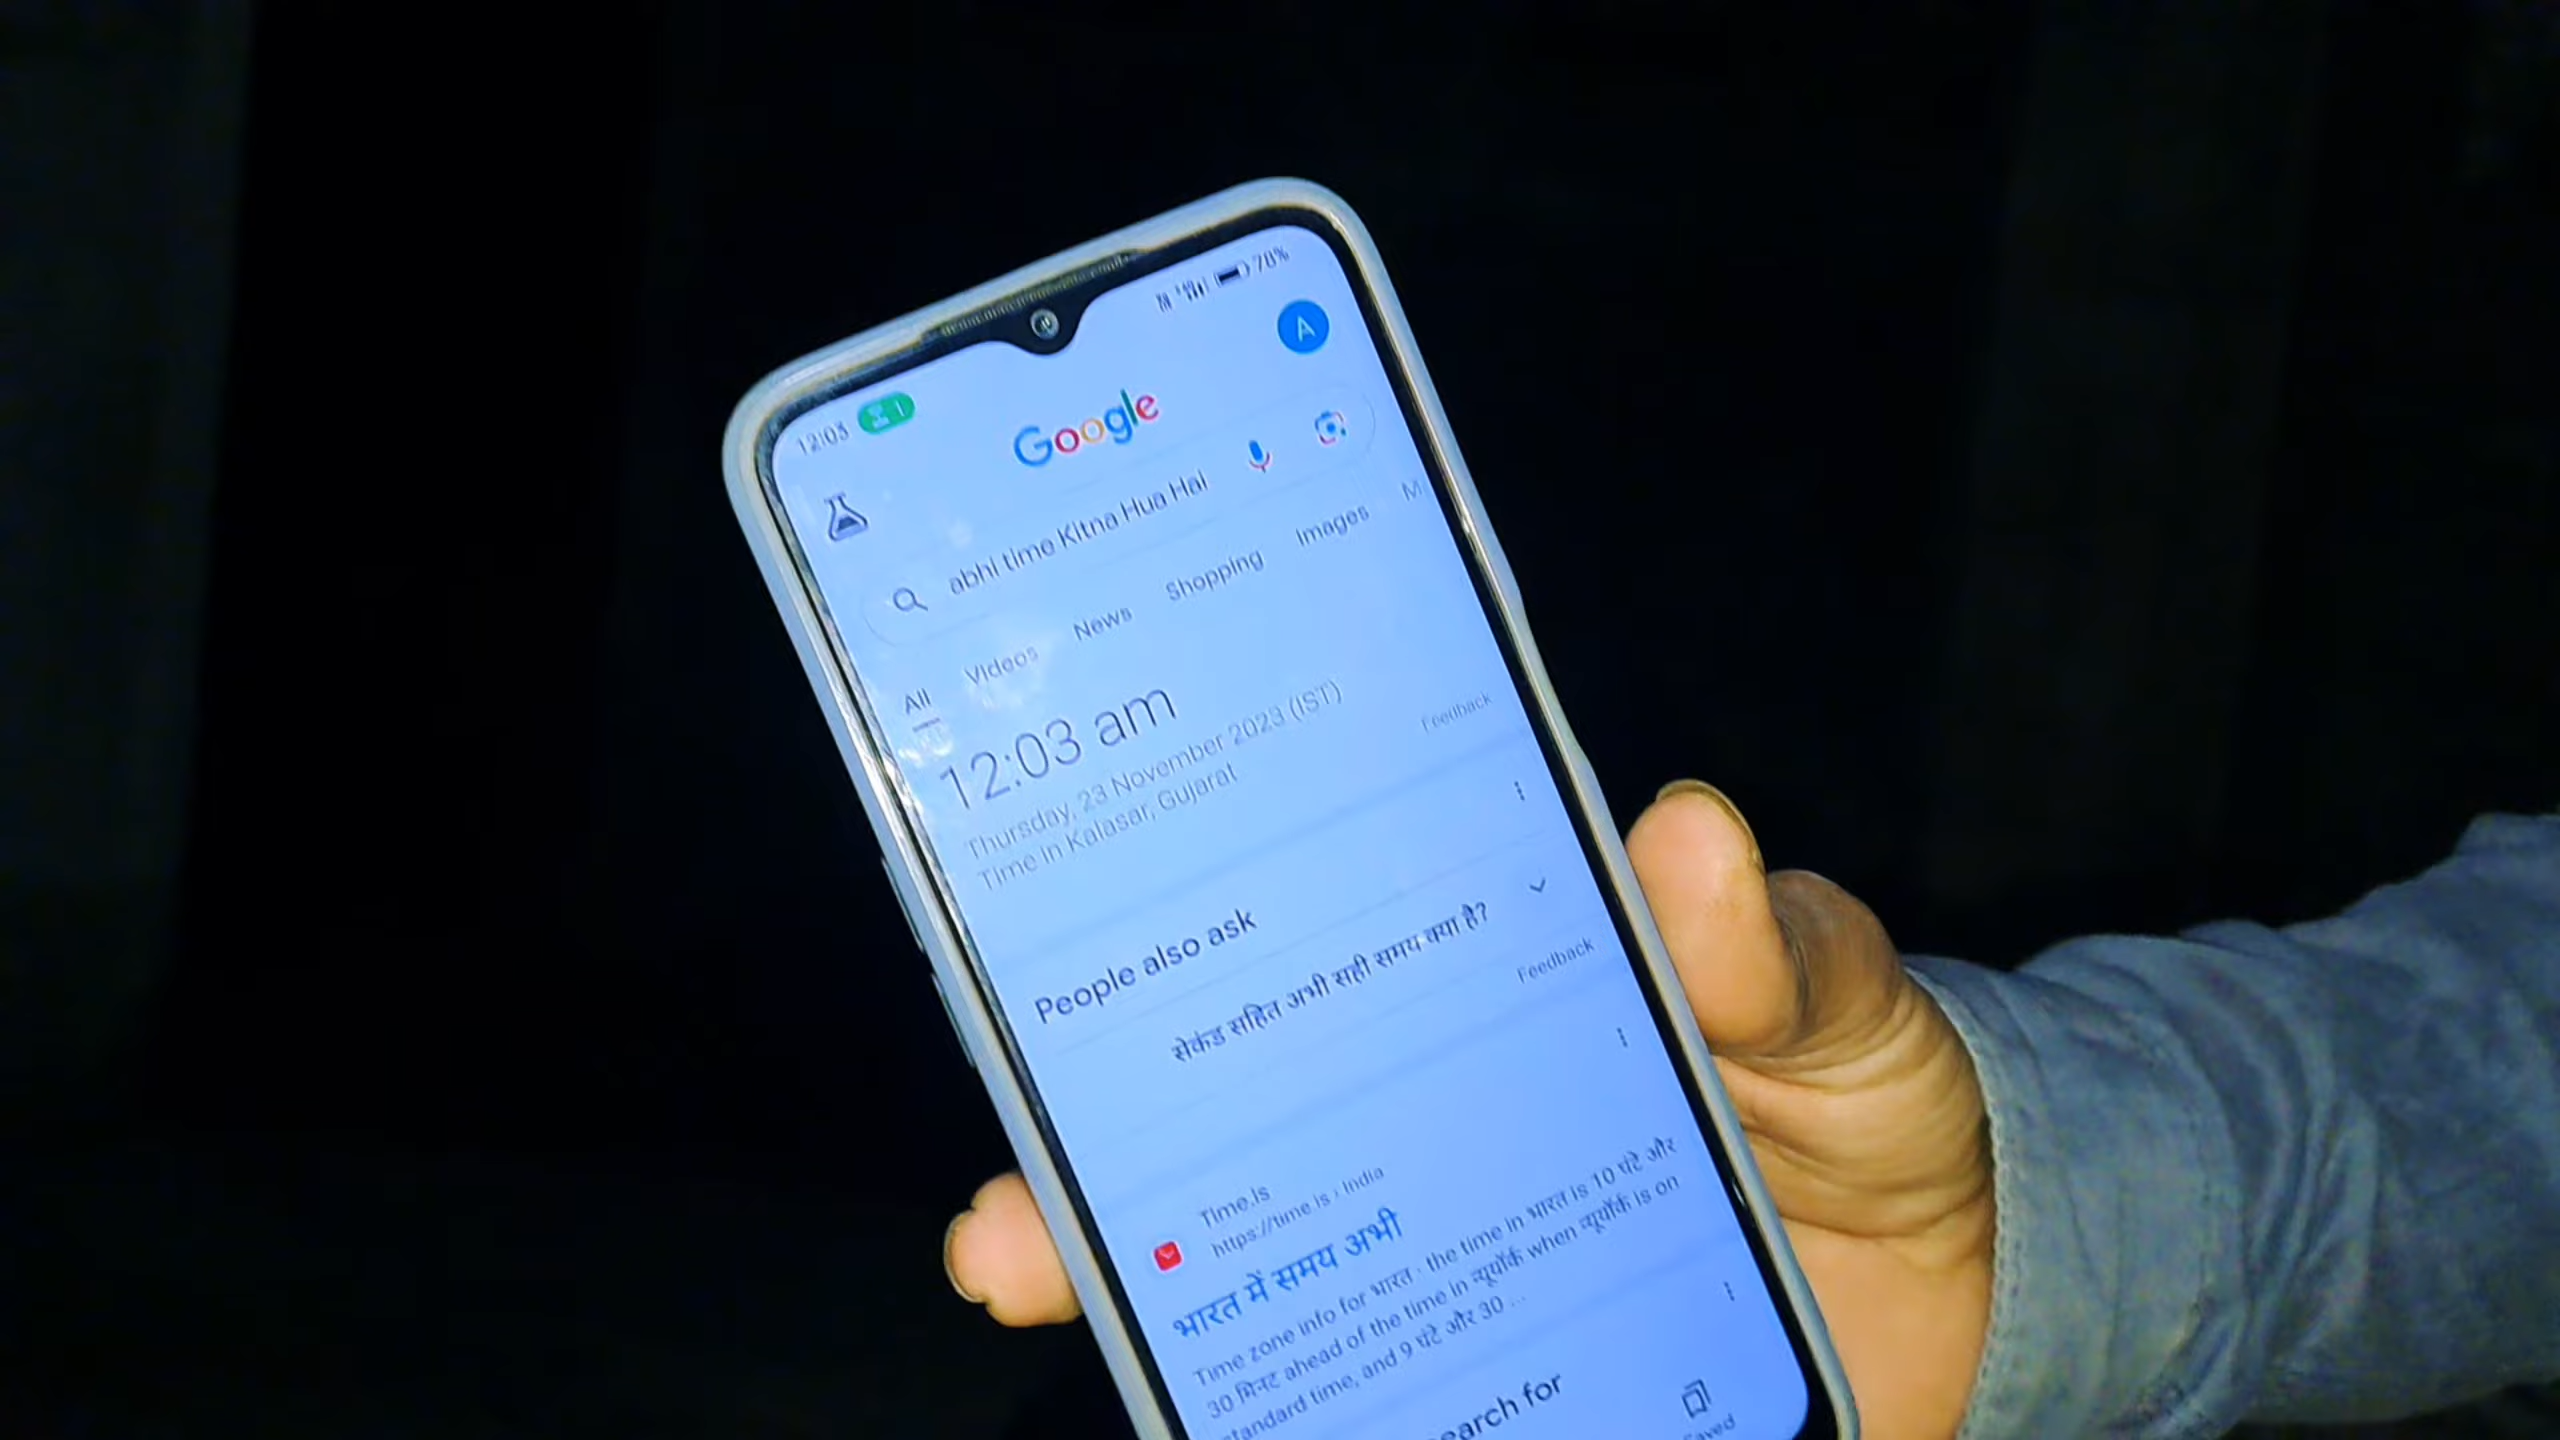 78%
12:03
A
Google
abhi time Kitna Hua Hai
All Videos News Shopping Images M
12:03 am
Thursday, 23 November 2023 (IST)
Time in Kalasar, Gujarat
Feedback
People also ask
सेकंड सहित अभी सही समय क्या है?
Feedback
Time.is
https://time.is › India
भारत में समय अभी
Time zone info for भारत · the time in भारत is 10 घंटे और
30 मिनट ahead of the time in न्यूयॉर्क when न्यूयॉर्क is on
standard time, and 9 घंटे और 30 ...
earch for
Saved